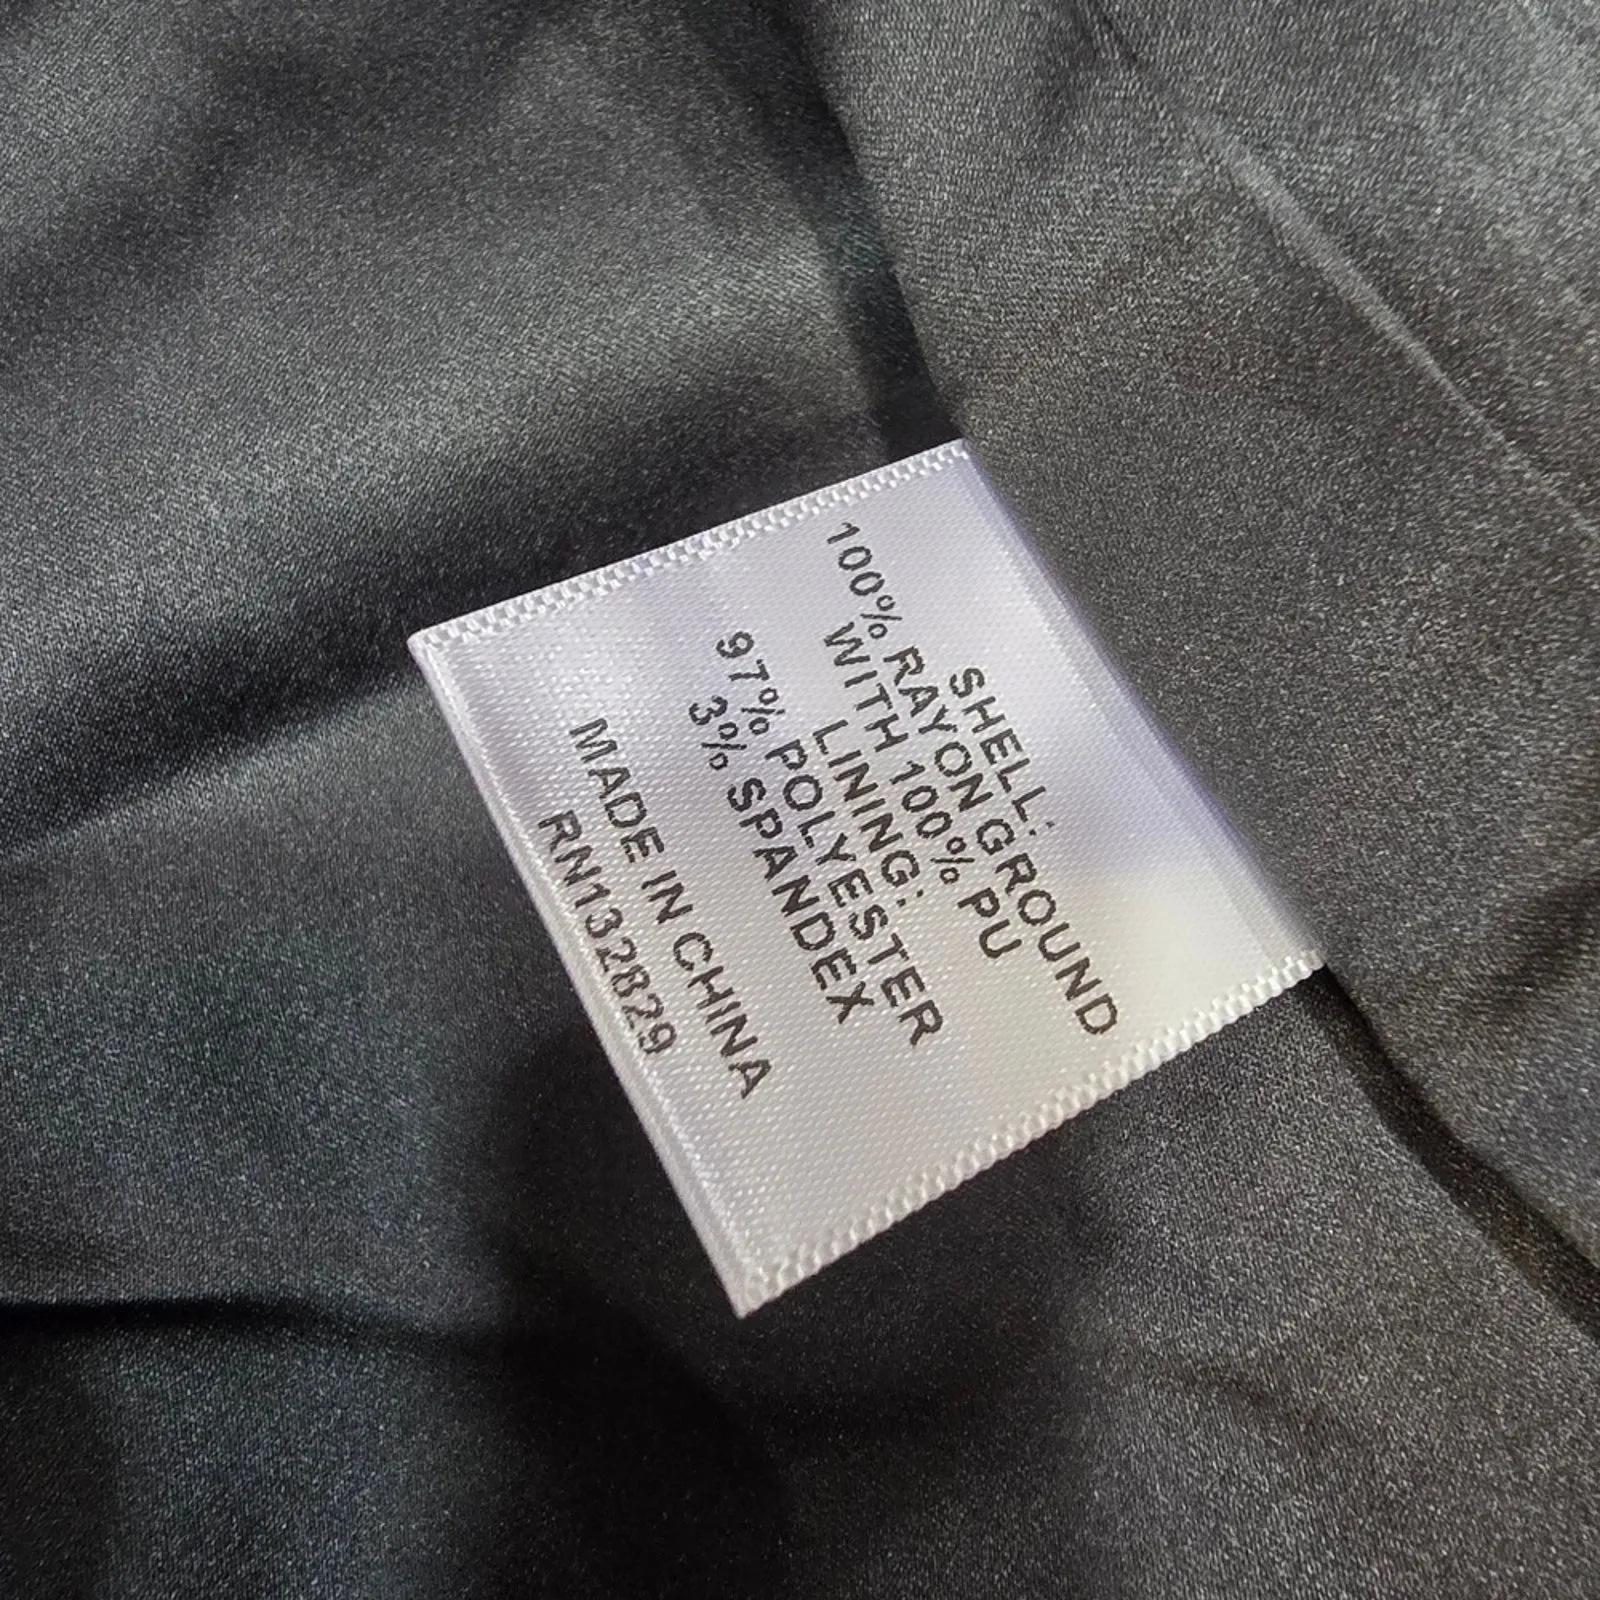 SHELL:
100% RAYON GROUND
WITH 100% PU
LINING:
97% POLYESTER
3% SPANDEX
MADE IN CHINA
RN132829